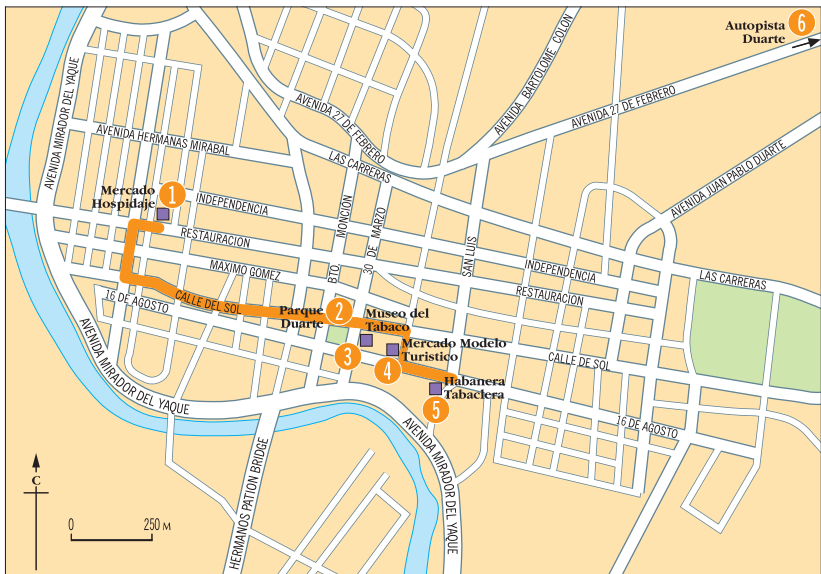 6
Autopista
Duarte
AVENIDA MIRADOR DEL YAQUE
AVENIDA 27 DE FEBRERO
AVENIDA BARTOLOME COLON
AVENIDA 27 DE FEBRERO
AVENIDA HERMANAS MIRABAL
LAS CARRERAS
AVENIDA JUAN PABLO DUARTE
Mercado
Hospidaje
1
INDEPENDENCIA
RESTAURACION
MONCION
BTO
30 DE MARZO
SAN LUIS
MAXIMO GOMEZ
INDEPENDENCIA
RESTAURACION
LAS CARRERAS
16 DE AGOSTO
CALLE DEL SOL
Parque
Duarte
2
Museo del
Tabaco
3
Mercado Modelo
Turistico
4
CALLE DE SOL
Habanera
Tabaclera
5
AVENIDA MIRADOR DEL YAQUE
16 DE AGOSTO
AVENIDA MIRADOR DEL YAQUE
HERMANOS PATION BRIDGE
C
0 250 M